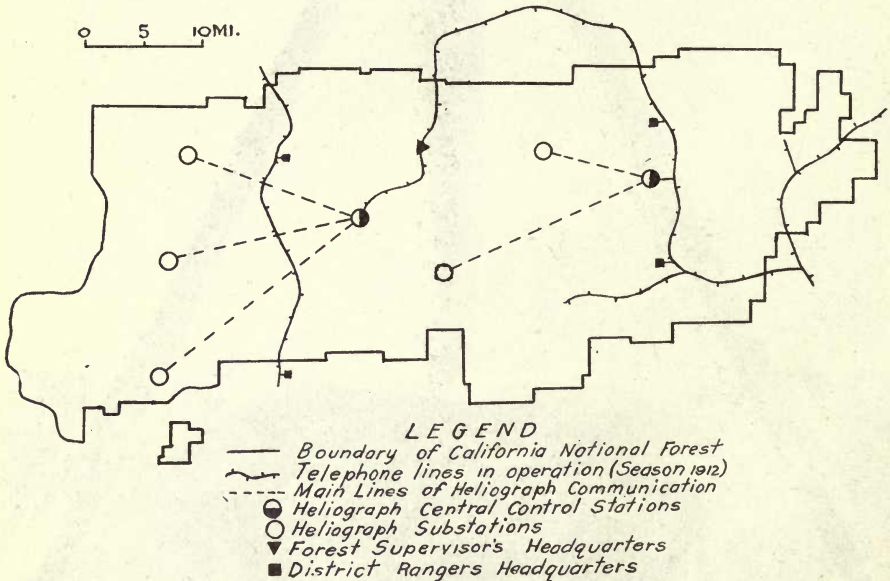 0 5 10MI.
LEGEND
Boundary of California National Forest
Telephone lines in operation (Season 1912)
Main Lines of Heliograph Communication
Heliograph Central Control Stations
Heliograph Substations
Forest Supervisor's Headquarters
District Rangers Headquarters